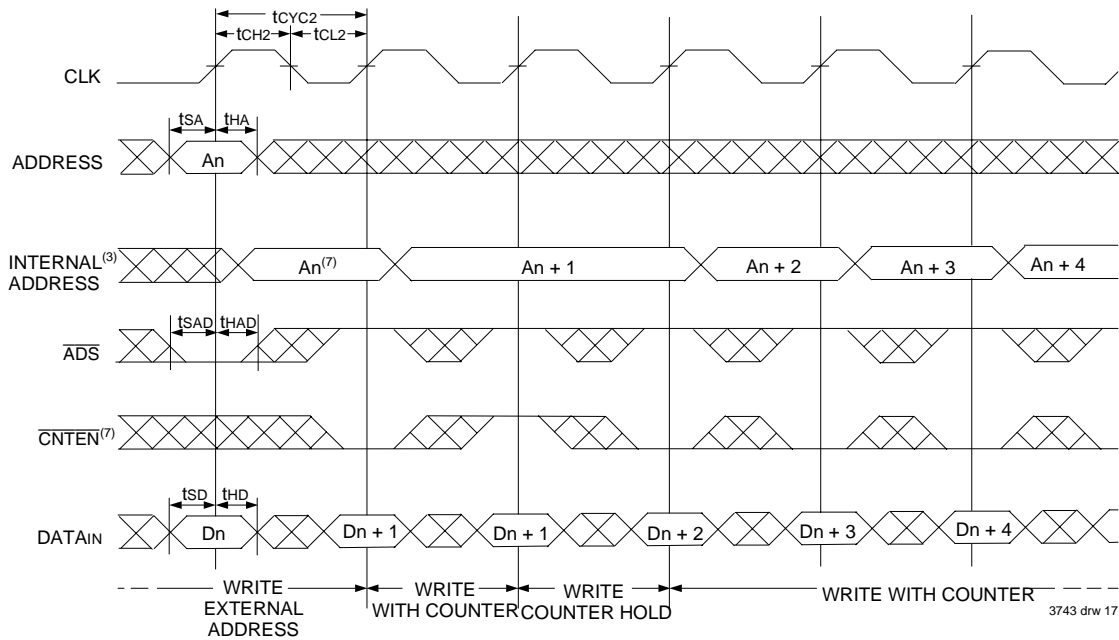 tCYC2
tCH2 tCL2
CLK
tSA tHA
ADDRESS An
INTERNAL(3) ADDRESS An(7) An + 1 An + 2 An + 3 An + 4
tSAD tHAD
ADS
CNTEN(7)
tSD tHD
DATAIN Dn Dn + 1 Dn + 1 Dn + 2 Dn + 3 Dn + 4
WRITE EXTERNAL ADDRESS
WRITE WITH COUNTER
WRITE COUNTER HOLD
WRITE WITH COUNTER
3743 drw 17